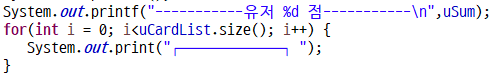 System.out.printf("----------유저 %d 점-----------\n",uSum);
for(int i = 0; i<uCardList.size(); i++) {
System.out.print("┌───────────┐ ");
}